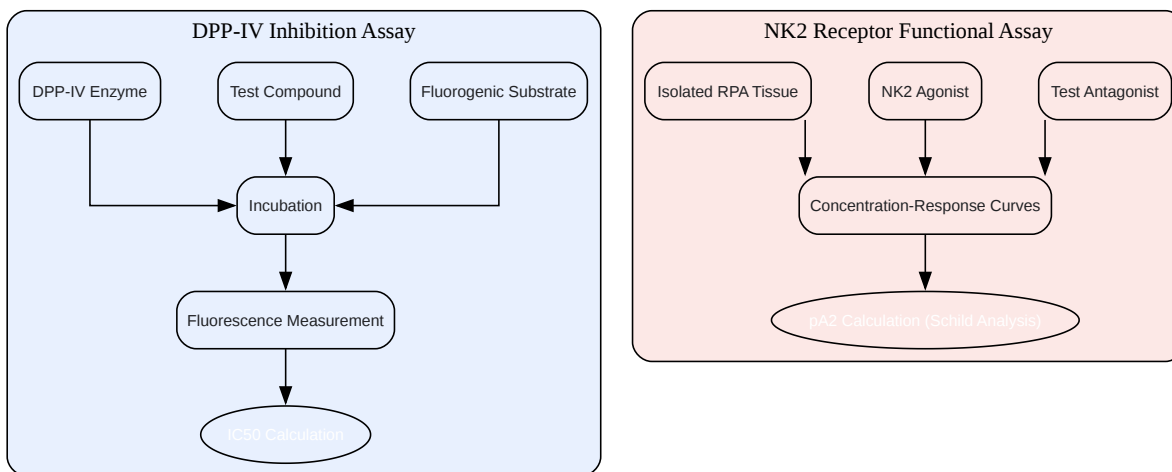 DPP-IV Inhibition Assay
DPP-IV Enzyme
Test Compound
Fluorogenic Substrate
Incubation
Fluorescence Measurement
IC50 Calculation
NK2 Receptor Functional Assay
Isolated RPA Tissue
NK2 Agonist
Test Antagonist
Concentration-Response Curves
pA2 Calculation (Schild Analysis)